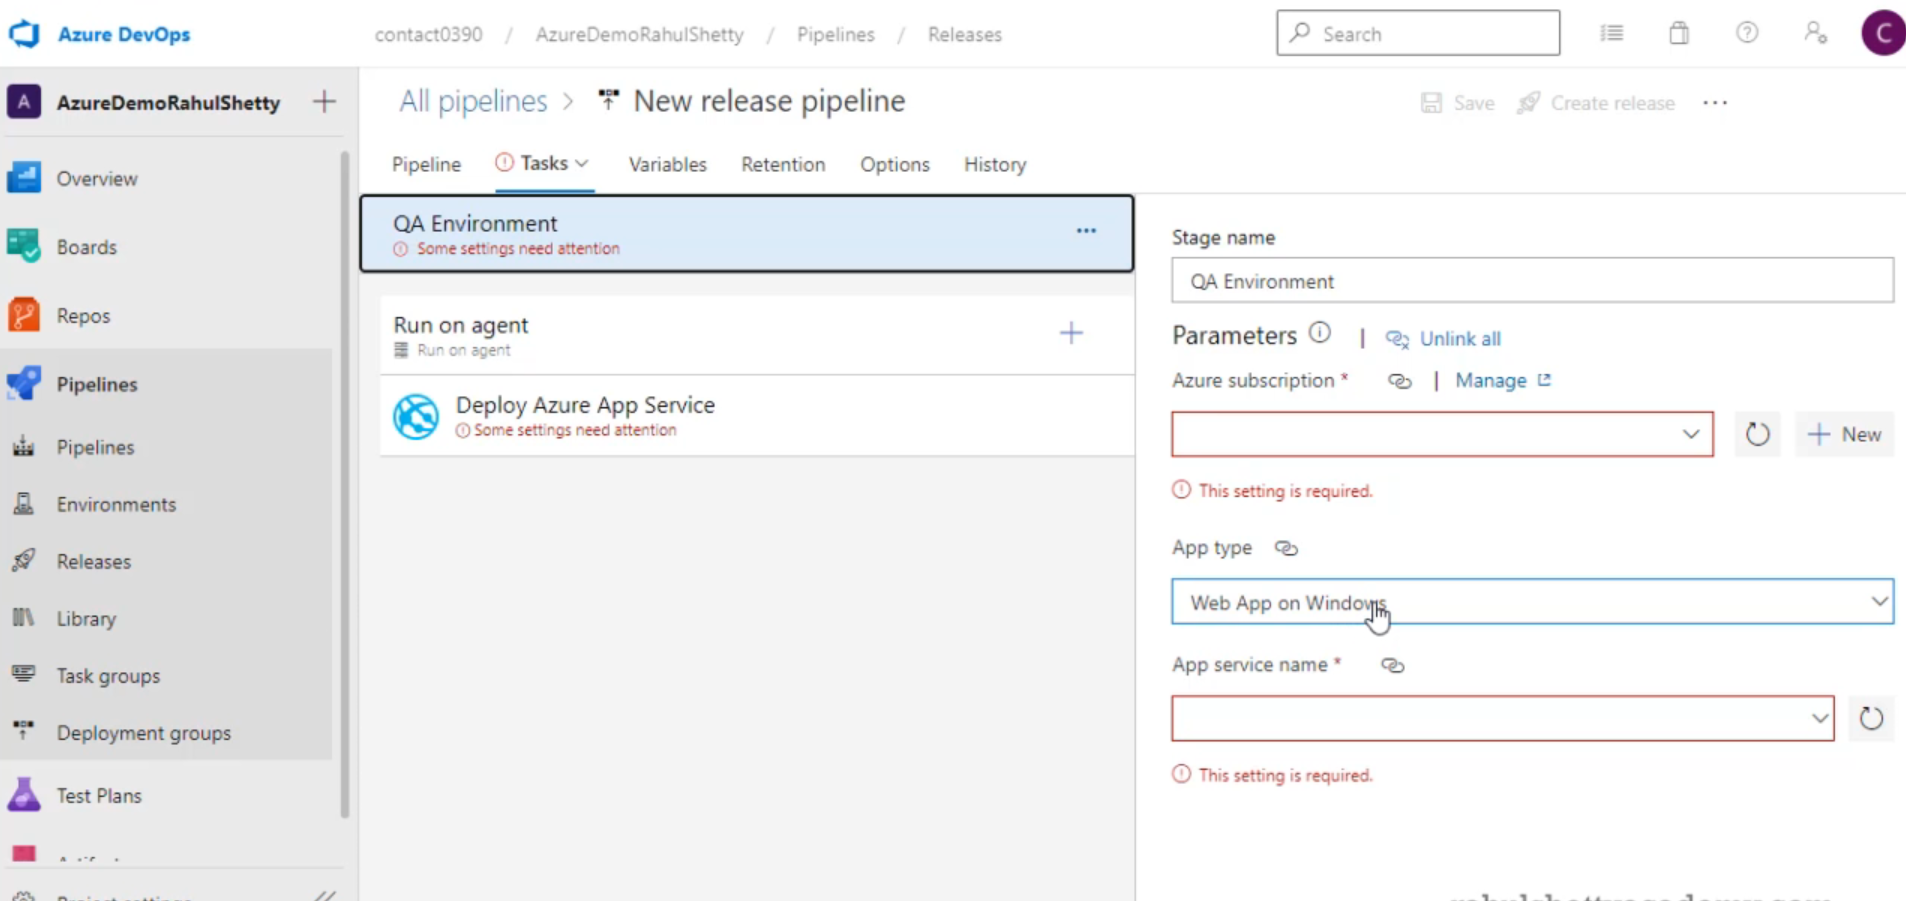 Azure DevOps
contact0390 / AzureDemoRahulShetty / Pipelines / Releases
Search
C
A AzureDemoRahulShetty
Overview
Boards
Repos
Pipelines
Pipelines
Environments
Releases
Library
Task groups
Deployment groups
Test Plans
All pipelines > New release pipeline
Save Create release ...
Pipeline Tasks Variables Retention Options History
QA Environment
Some settings need attention
Run on agent
Run on agent
Deploy Azure App Service
Some settings need attention
Stage name
QA Environment
Parameters | Unlink all
Azure subscription * | Manage
New
This setting is required.
App type
Web App on Windows
App service name *
This setting is required.